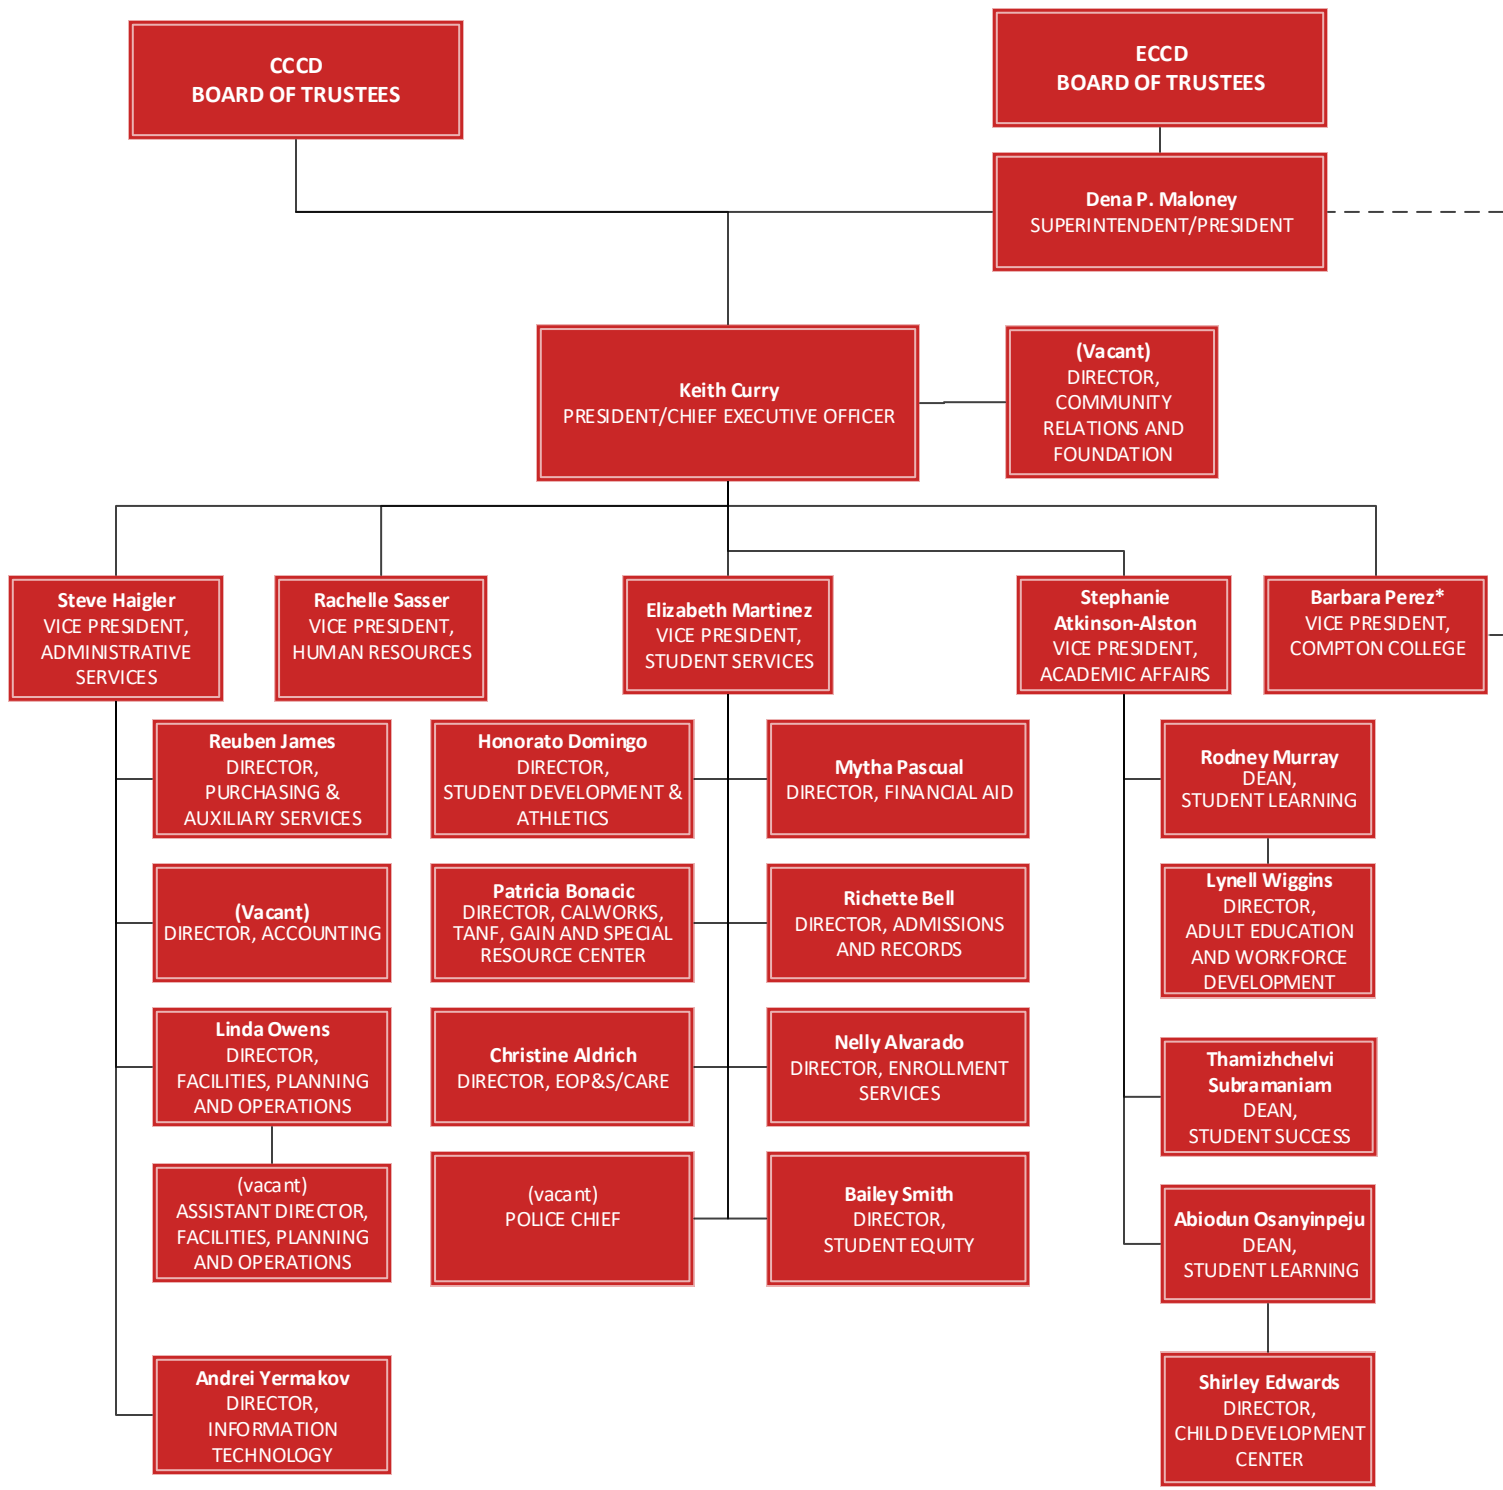 CCCD
BOARD OF TRUSTEES
ECCD
BOARD OF TRUSTEES
Dena P. Maloney
SUPERINTENDENT/PRESIDENT
Keith Curry
PRESIDENT/CHIEF EXECUTIVE OFFICER
(Vacant)
DIRECTOR,
COMMUNITY
RELATIONS AND
FOUNDATION
Steve Haigler
VICE PRESIDENT,
ADMINISTRATIVE
SERVICES
Rachelle Sasser
VICE PRESIDENT,
HUMAN RESOURCES
Elizabeth Martinez
VICE PRESIDENT,
STUDENT SERVICES
Stephanie
Atkinson-Alston
VICE PRESIDENT,
ACADEMIC AFFAIRS
Barbara Perez*
VICE PRESIDENT,
COMPTON COLLEGE
Reuben James
DIRECTOR,
PURCHASING &
AUXILIARY SERVICES
Honorato Domingo
DIRECTOR,
STUDENT DEVELOPMENT &
ATHLETICS
Mytha Pascual
DIRECTOR, FINANCIAL AID
Rodney Murray
DEAN,
STUDENT LEARNING
(Vacant)
DIRECTOR, ACCOUNTING
Patricia Bonacic
DIRECTOR, CALWORKS,
TANF, GAIN AND SPECIAL
RESOURCE CENTER
Richette Bell
DIRECTOR, ADMISSIONS
AND RECORDS
Lynell Wiggins
DIRECTOR,
ADULT EDUCATION
AND WORKFORCE
DEVELOPMENT
Linda Owens
DIRECTOR,
FACILITIES, PLANNING
AND OPERATIONS
Christine Aldrich
DIRECTOR, EOP&S/CARE
Nelly Alvarado
DIRECTOR, ENROLLMENT
SERVICES
Thamizhchelvi
Subramaniam
DEAN,
STUDENT SUCCESS
(vacant)
ASSISTANT DIRECTOR,
FACILITIES, PLANNING
AND OPERATIONS
(vacant)
POLICE CHIEF
Bailey Smith
DIRECTOR,
STUDENT EQUITY
Abiodun Osanyinpeju
DEAN,
STUDENT LEARNING
Andrei Yermakov
DIRECTOR,
INFORMATION
TECHNOLOGY
Shirley Edwards
DIRECTOR,
CHILD DEVELOPMENT
CENTER